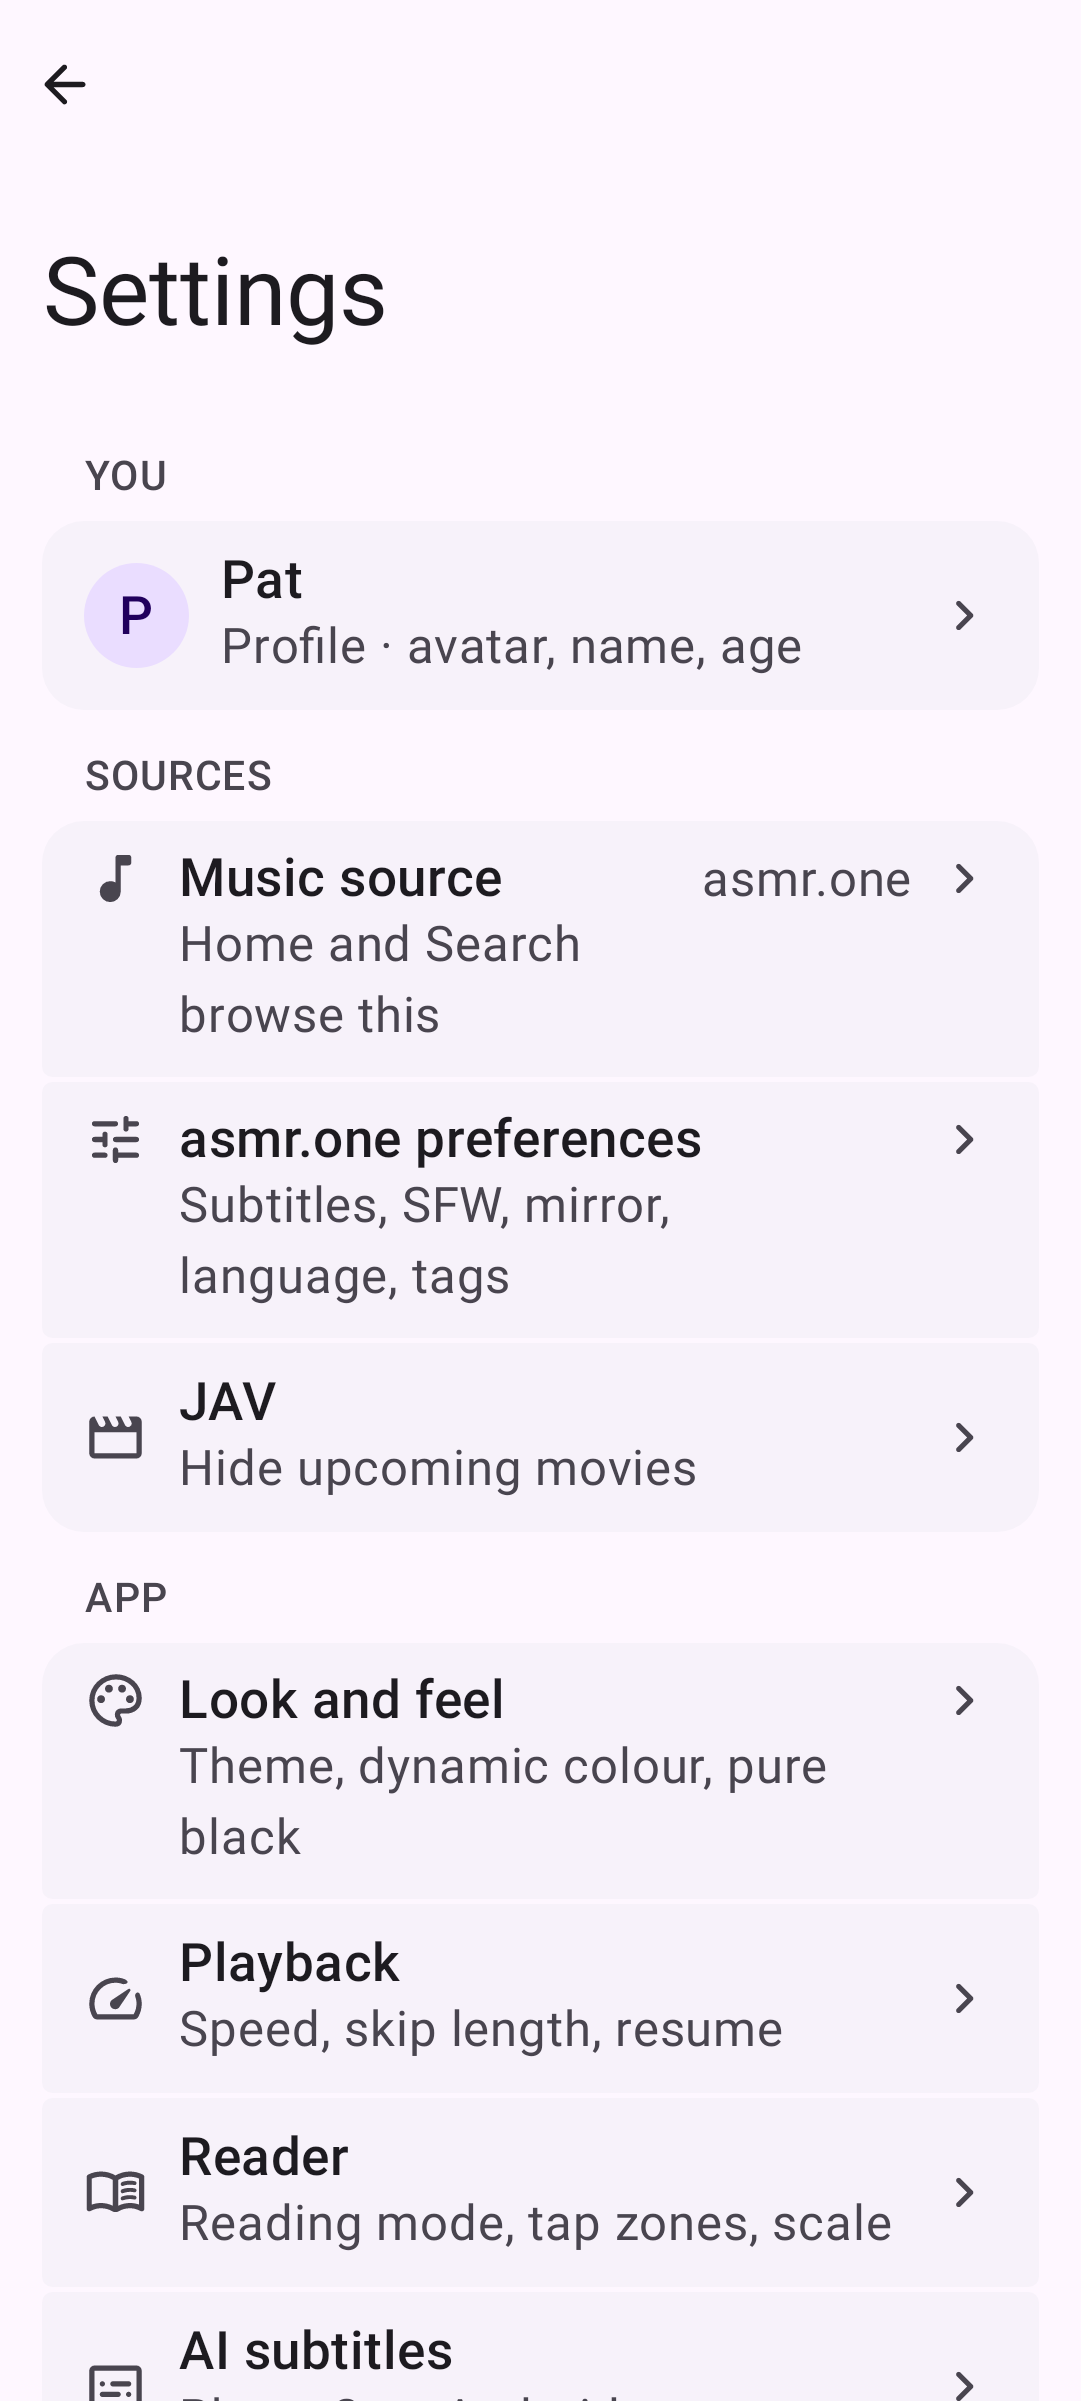 Settings
YOU
P
Pat
Profile · avatar, name, age
SOURCES
Music source
asmr.one
Home and Search
browse this
asmr.one preferences
Subtitles, SFW, mirror,
language, tags
JAV
Hide upcoming movies
APP
Look and feel
Theme, dynamic colour, pure
black
Playback
Speed, skip length, resume
Reader
Reading mode, tap zones, scale
AI subtitles